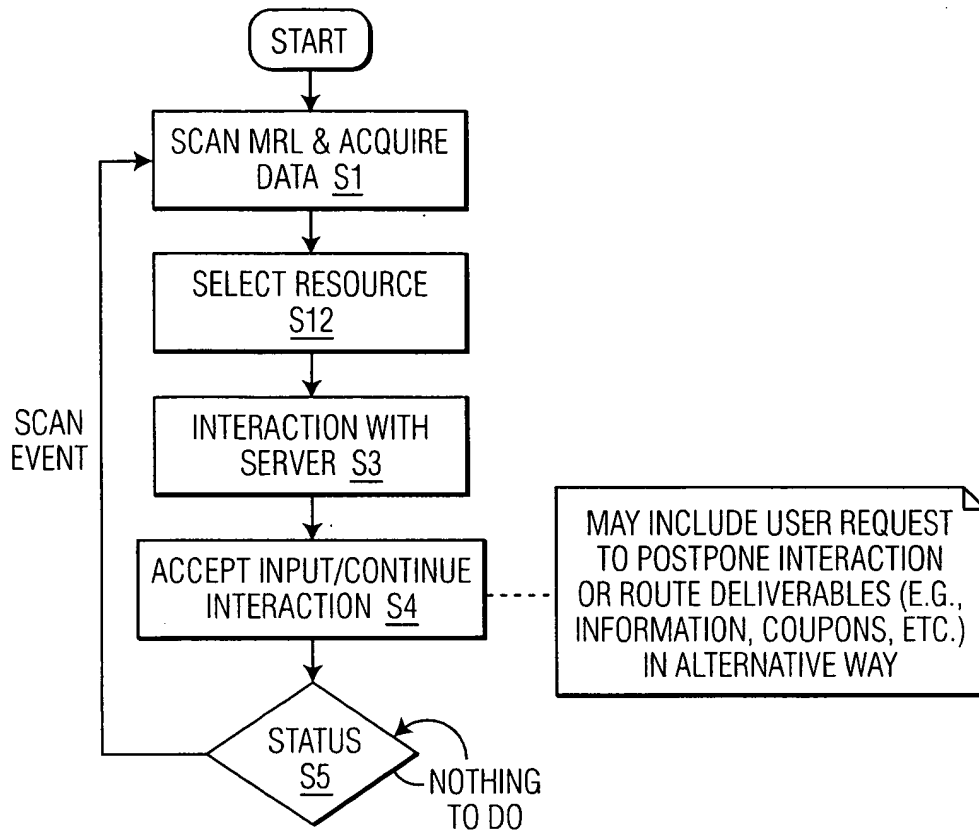 START
SCAN MRL & ACQUIRE
DATA S1
SELECT RESOURCE
S12
INTERACTION WITH
SERVER S3
SCAN
EVENT
ACCEPT INPUT/CONTINUE
INTERACTION S4
MAY INCLUDE USER REQUEST
TO POSTPONE INTERACTION
OR ROUTE DELIVERABLES (E.G.,
INFORMATION, COUPONS, ETC.)
IN ALTERNATIVE WAY
STATUS
S5
NOTHING
TO DO